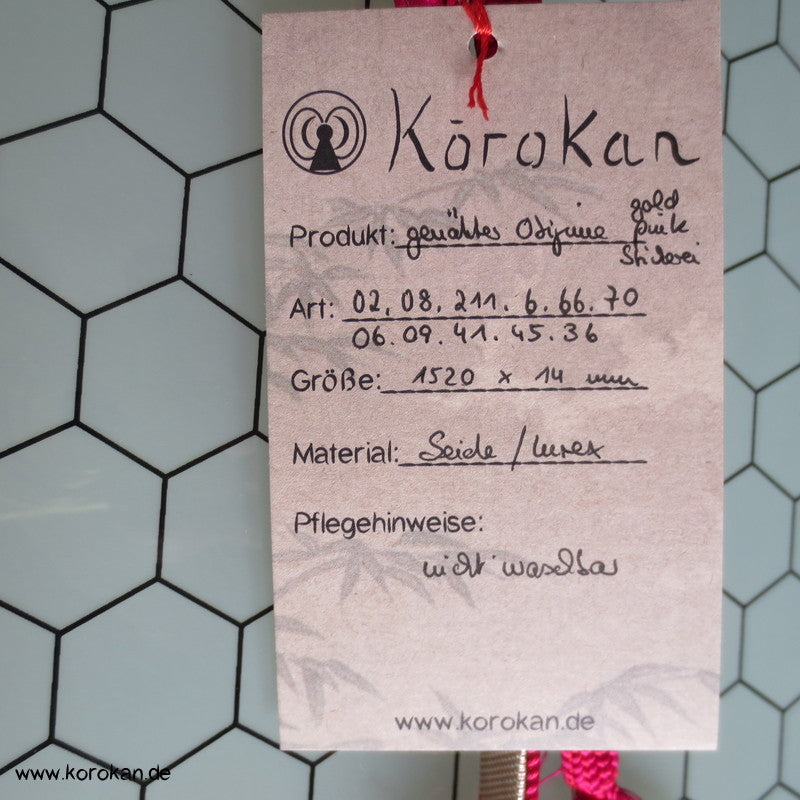 Kōrokan
gold
Produkt: genähtes Obijime pink
Stickerei
Art: 02. 08. 211. 6. 66. 70
06. 09. 41. 45. 36
Größe: 1520 x 14 mm
Material: Seide / Lurex
Pflegehinweise:
nicht waschbar
www.korokan.de
www.korokan.de